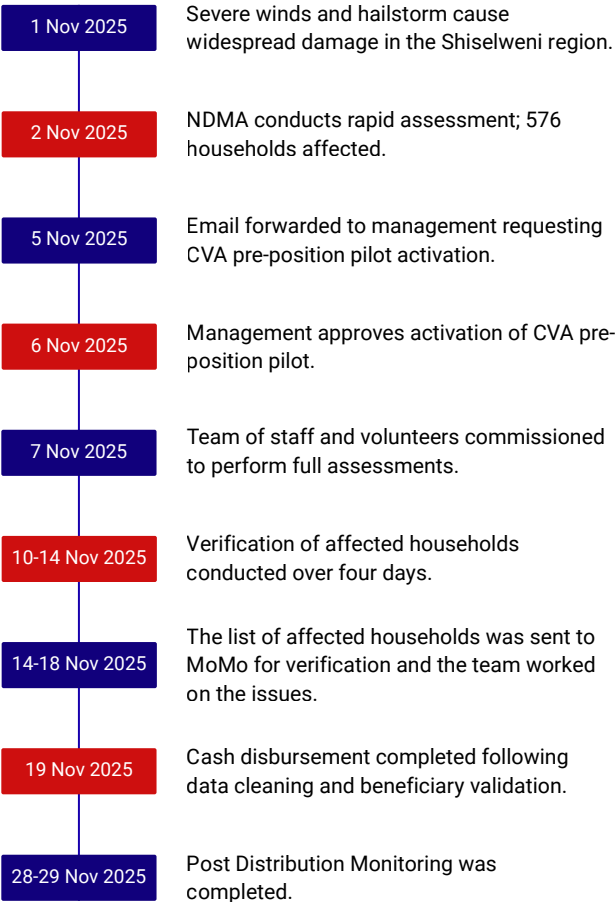 1 Nov 2025
Severe winds and hailstorm cause
widespread damage in the Shiselweni region.
2 Nov 2025
NDMA conducts rapid assessment; 576
households affected.
5 Nov 2025
Email forwarded to management requesting
CVA pre-position pilot activation.
6 Nov 2025
Management approves activation of CVA pre-
position pilot.
7 Nov 2025
Team of staff and volunteers commissioned
to perform full assessments.
10-14 Nov 2025
Verification of affected households
conducted over four days.
14-18 Nov 2025
The list of affected households was sent to
MoMo for verification and the team worked
on the issues.
19 Nov 2025
Cash disbursement completed following
data cleaning and beneficiary validation.
28-29 Nov 2025
Post Distribution Monitoring was
completed.